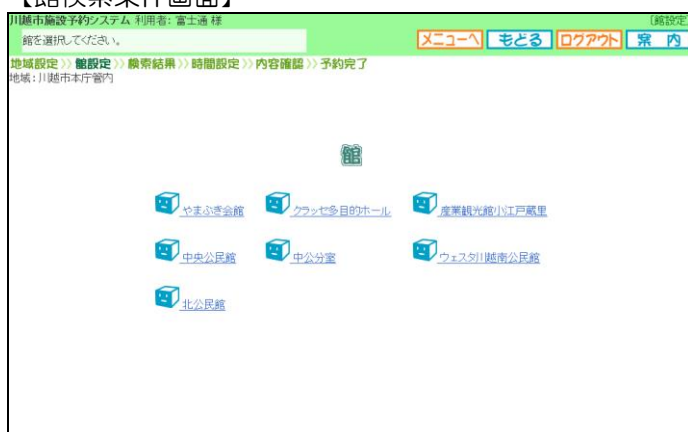 【館検索条件画面】
川越市施設予約システム 利用者: 富士通 様 [館設定]
館を選択してください。 メニューへ もどる ログアウト 案 内
地域設定 》 館設定 》 検索結果 》 時間設定 》 内容確認 》 予約完了
地域:川越市本庁管内
館
やまぶき会館 クラッセ多目的ホール 産業観光館小江戸蔵里
中央公民館 中公分室 ウェスタ川越南公民館
北公民館